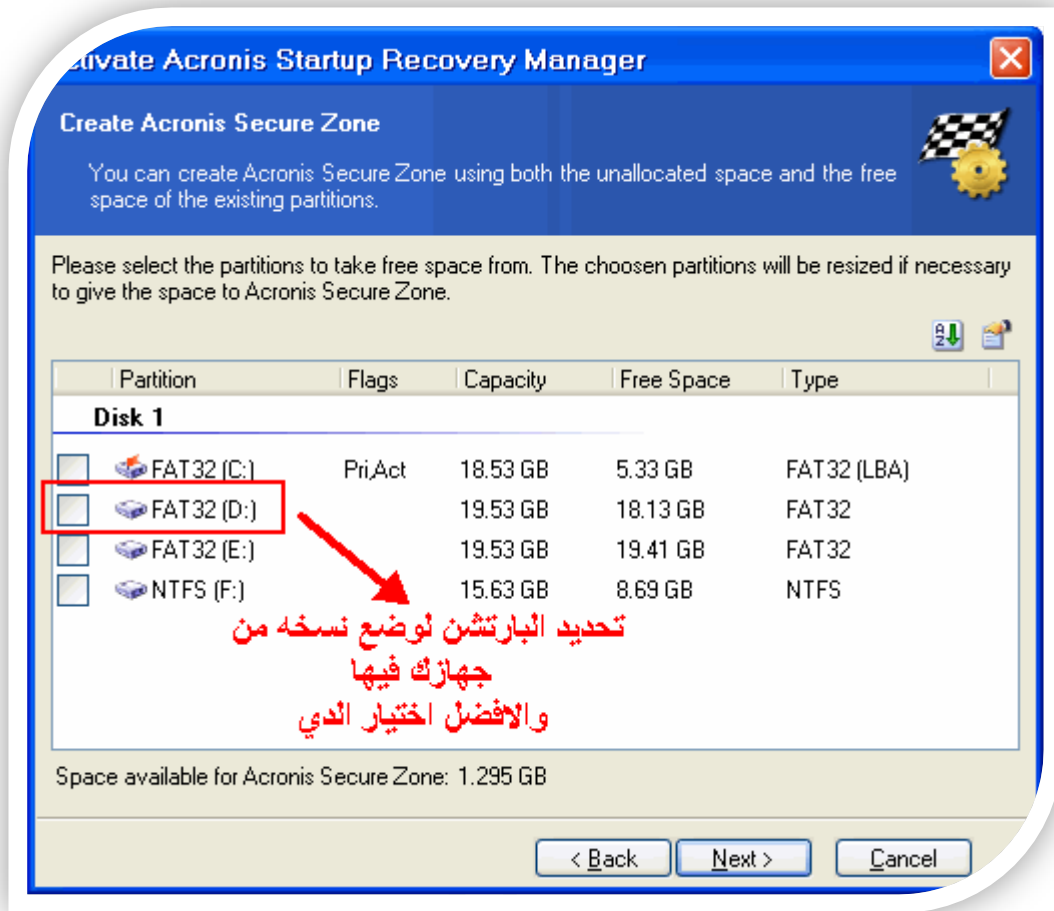 ctivate Acronis Startup Recovery Manager
Create Acronis Secure Zone
You can create Acronis Secure Zone using both the unallocated space and the free
space of the existing partitions.
Please select the partitions to take free space from. The choosen partitions will be resized if necessary
to give the space to Acronis Secure Zone.
Partition Flags Capacity Free Space Type
Disk 1
FAT32 (C:) Pri,Act 18.53 GB 5.33 GB FAT32 (LBA)
FAT32 (D:) 19.53 GB 18.13 GB FAT32
FAT32 (E:) 19.53 GB 19.41 GB FAT32
NTFS (F:) 15.63 GB 8.69 GB NTFS
تحديد البارتشن لوضع نسخه من
جهازك فيها
والافضل اختيار الدي
Space available for Acronis Secure Zone: 1.295 GB
< Back Next > Cancel